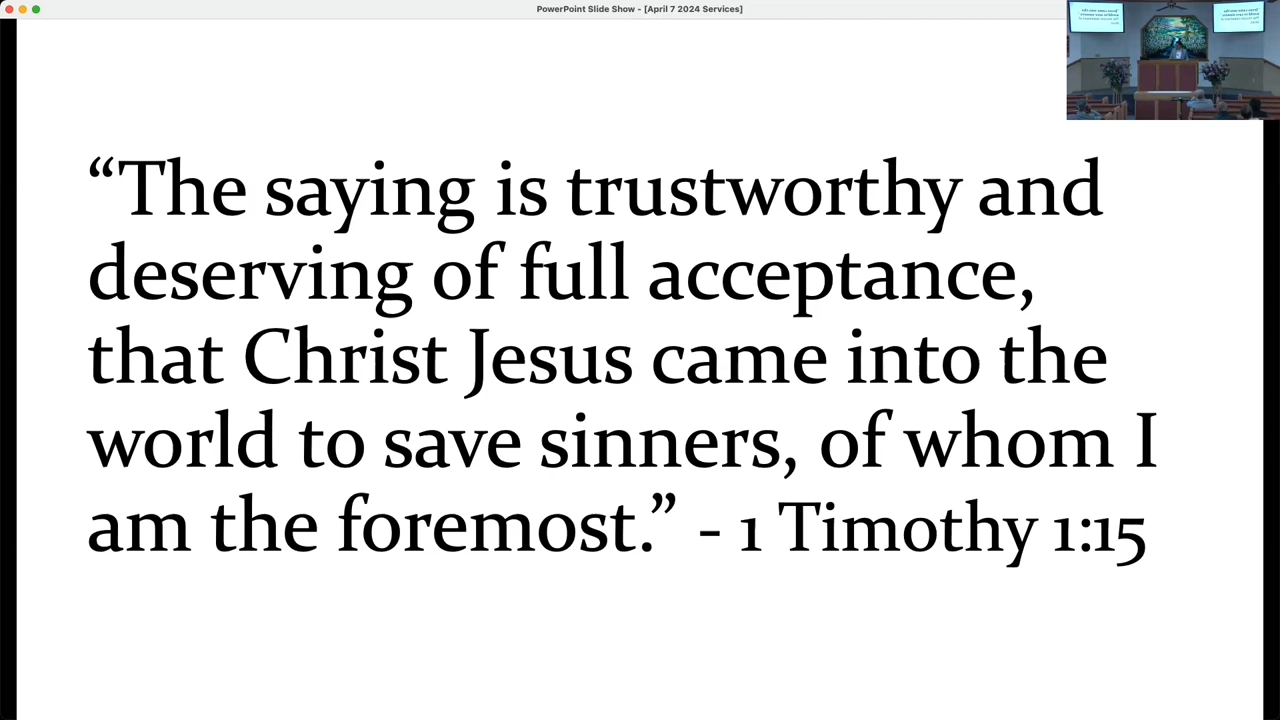 PowerPoint Slide Show - [April 7 2024 Services]
“The saying is trustworthy and
deserving of full acceptance,
that Christ Jesus came into the
world to save sinners, of whom I
am the foremost.” - 1 Timothy 1:15